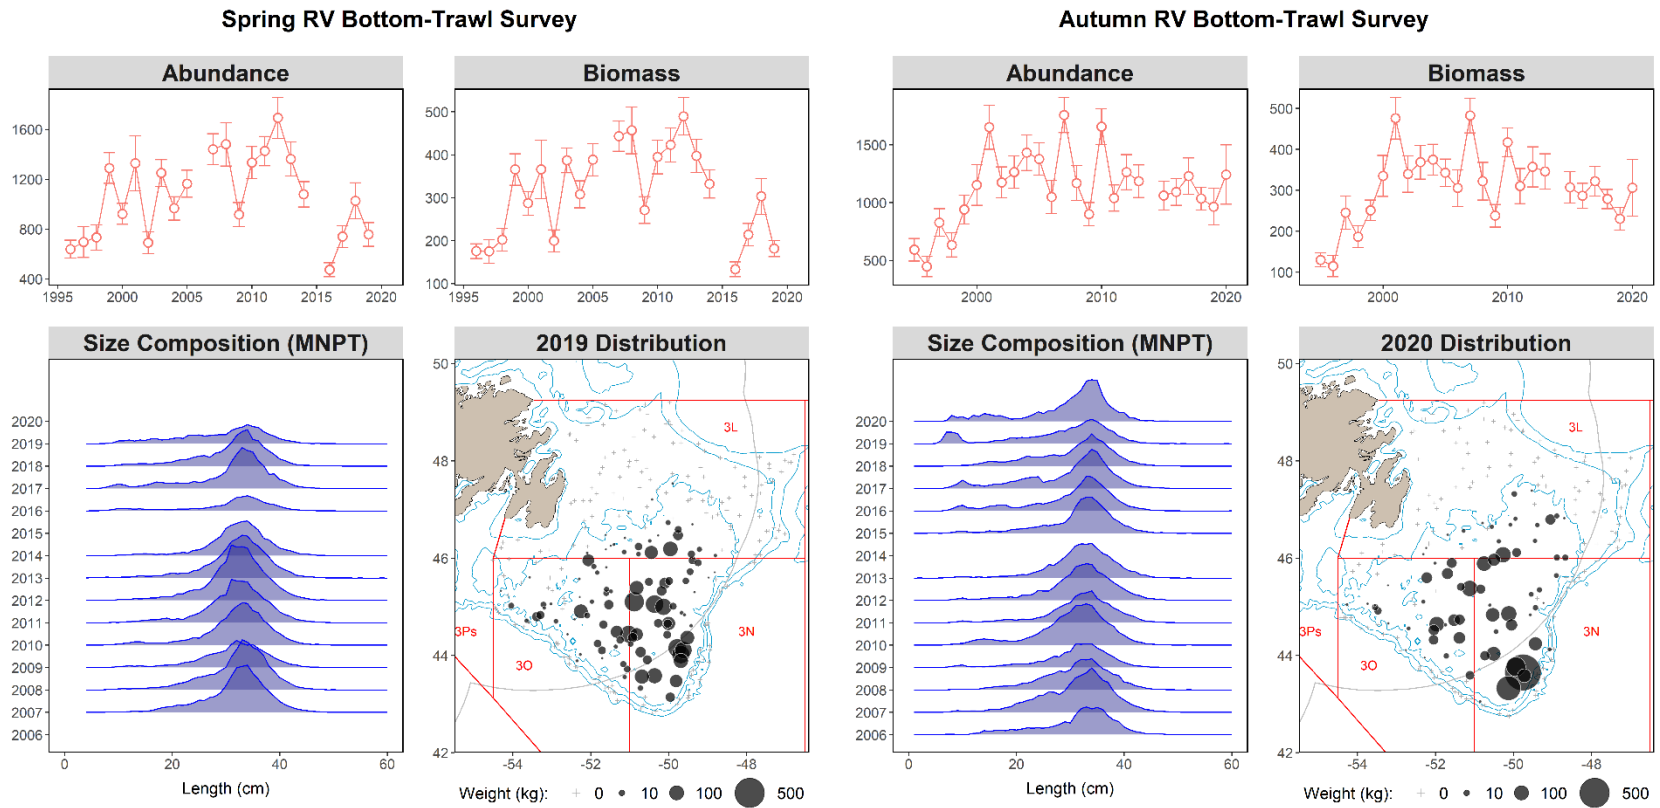 Spring RV Bottom-Trawl Survey
Autumn RV Bottom-Trawl Survey
Abundance
Biomass
Abundance
Biomass
1600
1200
800
400
1995 2000 2005 2010 2015 2020
500
400
300
200
100
1995 2000 2005 2010 2015 2020
1500
1000
500
2000 2010 2020
500
400
300
200
100
2000 2010 2020
Size Composition (MNPT)
2019 Distribution
Size Composition (MNPT)
2020 Distribution
2020
2019
2018
2017
2016
2015
2014
2013
2012
2011
2010
2009
2008
2007
2006
0 20 40 60
Length (cm)
50
48
46
44
42
3L
3N
3O
3Ps
-54 -52 -50 -48
Weight (kg): 0 10 100 500
2020
2019
2018
2017
2016
2015
2014
2013
2012
2011
2010
2009
2008
2007
2006
0 20 40 60
Length (cm)
50
48
46
44
42
3L
3N
3O
3Ps
-54 -52 -50 -48
Weight (kg): 0 10 100 500